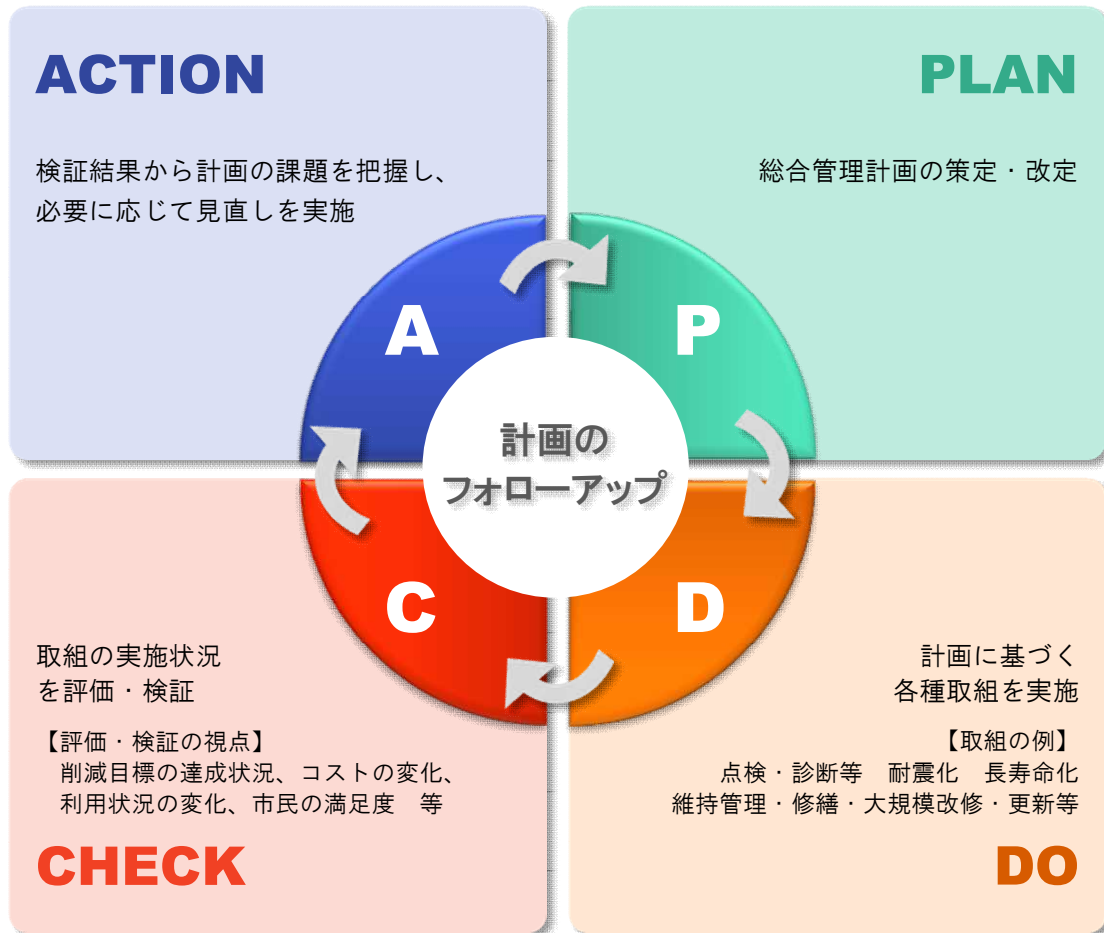 ACTION
検証結果から計画の課題を把握し、
必要に応じて見直しを実施
PLAN
総合管理計画の策定・改定
A
P
計画の
フォローアップ
C
D
取組の実施状況
を評価・検証
【評価・検証の視点】
削減目標の達成状況、コストの変化、
利用状況の変化、市民の満足度　等
CHECK
計画に基づく
各種取組を実施
【取組の例】
点検・診断等　耐震化　長寿命化
維持管理・修繕・大規模改修・更新等
DO